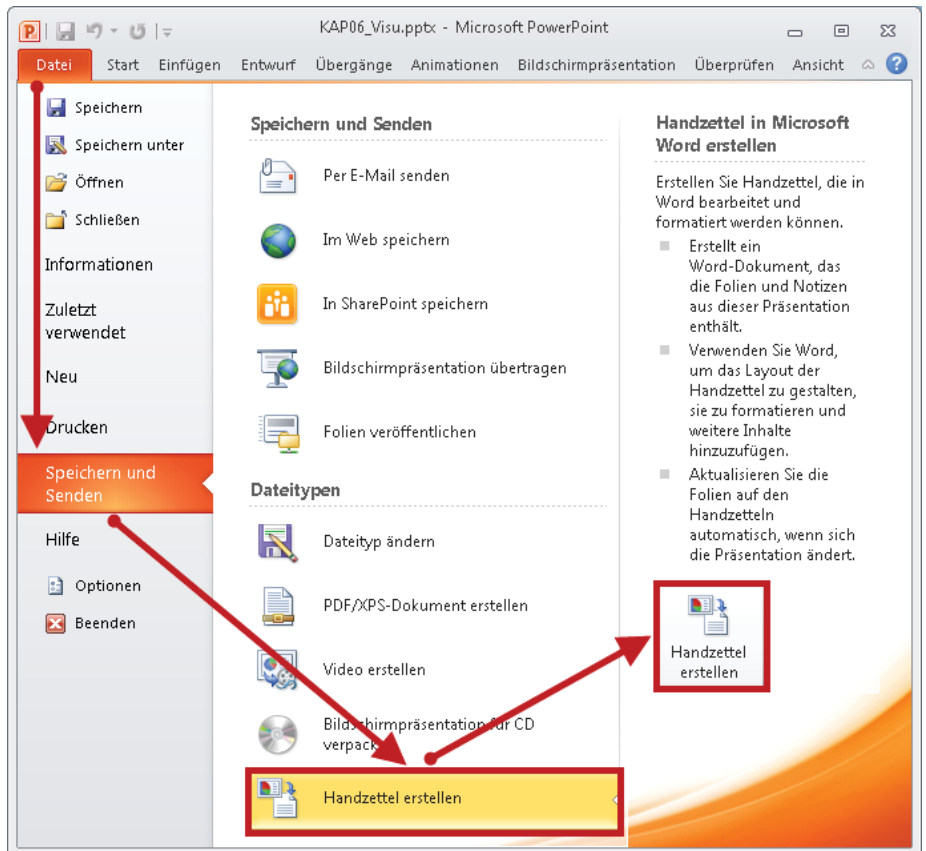 KAP06_Visu.pptx - Microsoft PowerPoint
Datei Start Einfügen Entwurf Übergänge Animationen Bildschirmpräsentation Überprüfen Ansicht
Speichern
Speichern unter
Öffnen
Schließen
Informationen
Zuletzt
verwendet
Neu
Drucken
Speichern und
Senden
Hilfe
Optionen
Beenden
Speichern und Senden
Per E-Mail senden
Im Web speichern
In SharePoint speichern
Bildschirmpräsentation übertragen
Folien veröffentlichen
Dateitypen
Dateityp ändern
PDF/XPS-Dokument erstellen
Video erstellen
Bildschirmpräsentation für CD
verpacken
Handzettel erstellen
Handzettel in Microsoft
Word erstellen
Erstellen Sie Handzettel, die in
Word bearbeitet und
formatiert werden können.
Erstellt ein
Word-Dokument, das
die Folien und Notizen
aus dieser Präsentation
enthält.
Verwenden Sie Word,
um das Layout der
Handzettel zu gestalten,
sie zu formatieren und
weitere Inhalte
hinzuzufügen.
Aktualisieren Sie die
Folien auf den
Handzetteln
automatisch, wenn sich
die Präsentation ändert.
Handzettel
erstellen